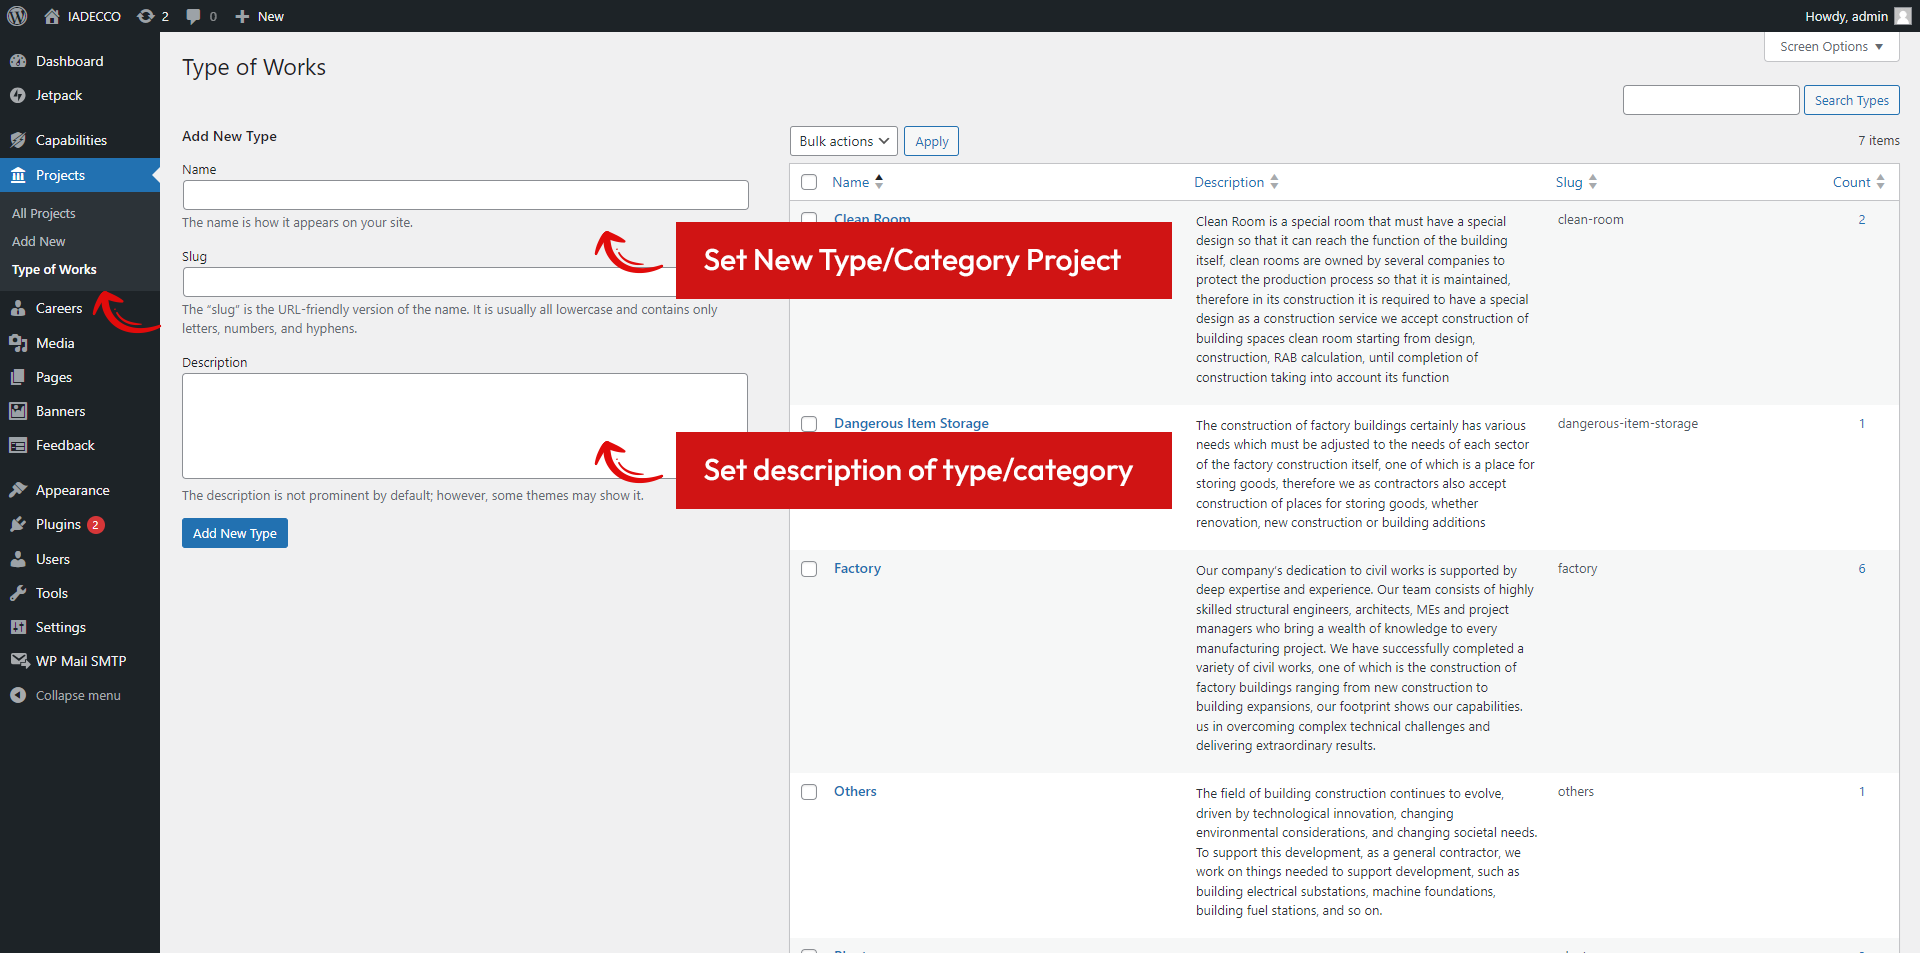 IADECCO 2 0 New Howdy, admin
Screen Options
Dashboard
Jetpack
Capabilities
Projects
All Projects
Add New
Type of Works
Careers
Media
Pages
Banners
Feedback
Appearance
Plugins 2
Users
Tools
Settings
WP Mail SMTP
Collapse menu
Type of Works
Search Types
Add New Type
Name
The name is how it appears on your site.
Slug
The “slug” is the URL-friendly version of the name. It is usually all lowercase and contains only
letters, numbers, and hyphens.
Description
The description is not prominent by default; however, some themes may show it.
Add New Type
Set New Type/Category Project
Set description of type/category
Bulk actions Apply 7 items
Name Description Slug Count
Clean Room
Clean Room is a special room that must have a special
design so that it can reach the function of the building
itself, clean rooms are owned by several companies to
protect the production process so that it is maintained,
therefore in its construction it is required to have a special
design as a construction service we accept construction of
building spaces clean room starting from design,
construction, RAB calculation, until completion of
construction taking into account its function
clean-room
2
Dangerous Item Storage
The construction of factory buildings certainly has various
needs which must be adjusted to the needs of each sector
of the factory construction itself, one of which is a place for
storing goods, therefore we as contractors also accept
construction of places for storing goods, whether
renovation, new construction or building additions
dangerous-item-storage
1
Factory
Our company’s dedication to civil works is supported by
deep expertise and experience. Our team consists of highly
skilled structural engineers, architects, MEs and project
managers who bring a wealth of knowledge to every
manufacturing project. We have successfully completed a
variety of civil works, one of which is the construction of
factory buildings ranging from new construction to
building expansions, our footprint shows our capabilities.
us in overcoming complex technical challenges and
delivering extraordinary results.
factory
6
Others
The field of building construction continues to evolve,
driven by technological innovation, changing
environmental considerations, and changing societal needs.
To support this development, as a general contractor, we
work on things needed to support development, such as
building electrical substations, machine foundations,
building fuel stations, and so on.
others
1